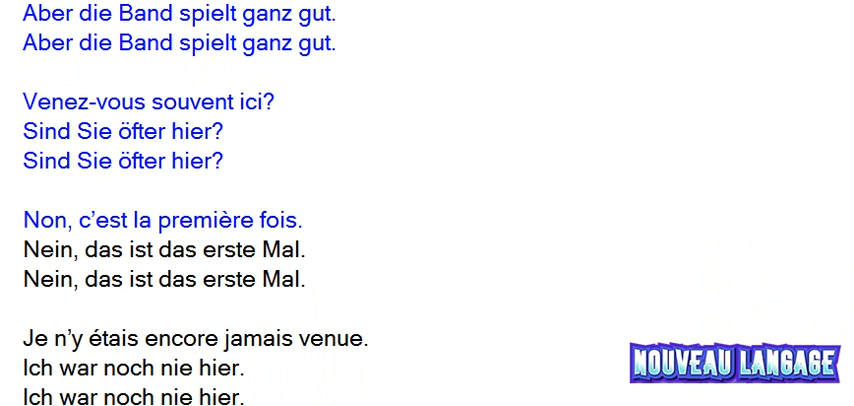 Aber die Band spielt ganz gut.
Aber die Band spielt ganz gut.
Venez-vous souvent ici?
Sind Sie öfter hier?
Sind Sie öfter hier?
Non, c’est la première fois.
Nein, das ist das erste Mal.
Nein, das ist das erste Mal.
Je n’y étais encore jamais venue.
Ich war noch nie hier.
Ich war noch nie hier.
NOUVEAU LANGAGE